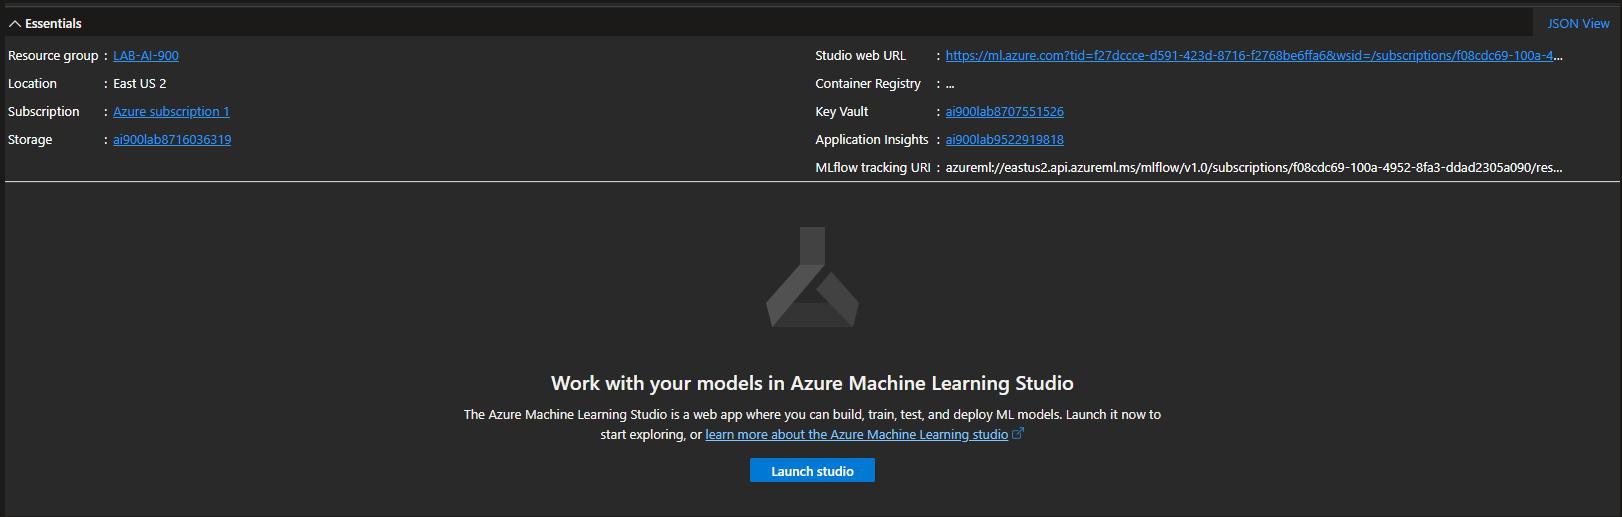 Essentials
JSON View
Resource group : LAB-AI-900
Location : East US 2
Subscription : Azure subscription 1
Storage : ai900lab8716036319
Studio web URL : https://ml.azure.com?tid=f27dccce-d591-423d-8716-f2768be6ffa6&wsid=/subscriptions/f08cdc69-100a-4...
Container Registry : ...
Key Vault : ai900lab8707551526
Application Insights : ai900lab9522919818
MLflow tracking URI : azureml://eastus2.api.azureml.ms/mlflow/v1.0/subscriptions/f08cdc69-100a-4952-8fa3-ddad2305a090/res...
Work with your models in Azure Machine Learning Studio
The Azure Machine Learning Studio is a web app where you can build, train, test, and deploy ML models. Launch it now to
start exploring, or learn more about the Azure Machine Learning studio
Launch studio